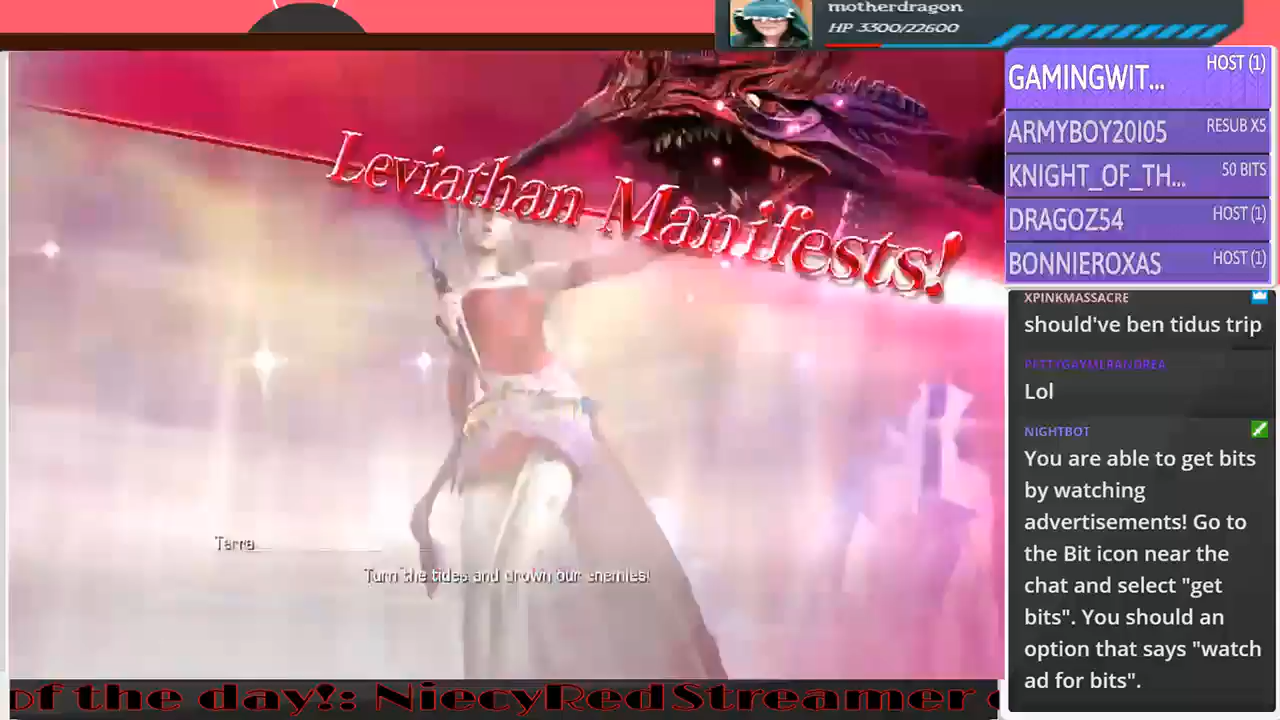 motherdragon
HP 3300/22600
GAMINGWIT... HOST (1)
ARMYBOY20105 RESUB X5
KNIGHT_OF_TH... 50 BITS
DRAGOZ54 HOST (1)
BONNIEROXAS HOST (1)
Leviathan Manifests!
XPINKMASSACRE
should've ben tidus trip
PETTYGAYMERANDREA
Lol
NIGHTBOT
You are able to get bits
by watching
advertisements! Go to
the Bit icon near the
chat and select "get
bits". You should an
option that says "watch
ad for bits".
Terra
Turn the tides and drown our enemies!
of the day!: NiecyRedStreamer